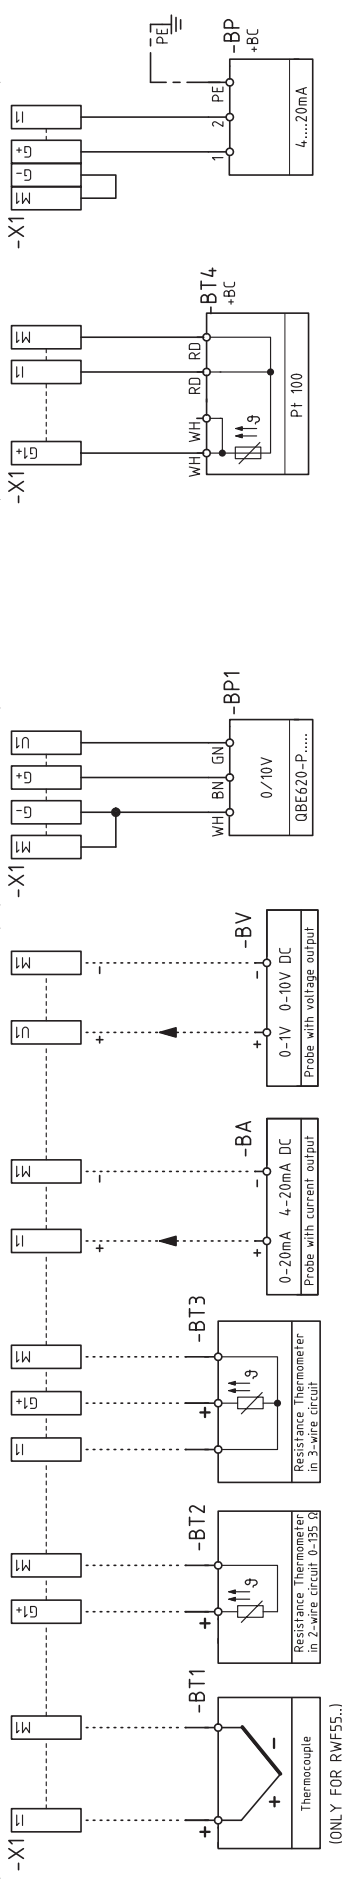 -X1
I1
M1
+
-BT1
+
-
Thermocouple
(ONLY FOR RWF55..)
G1+
M1
+
-BT2
ϑ
Resistance Thermometer
in 2-wire circuit 0-135 Ω
I1
G1+
M1
+
-BT3
ϑ
Resistance Thermometer
in 3-wire circuit
I1
M1
+
-
+
-
-BA
0-20mA 4-20mA DC
Probe with current output
U1
M1
+
-
+
-
-BV
0-1V 0-10V DC
Probe with voltage output
-X1
M1
G-
G+
U1
WH
BN
GN
-BP1
0/10V
QBE620-P.....
-X1
G1+
I1
M1
WH
WH
RD
RD
-BT4
+BC
ϑ
Pt 100
-X1
M1
G-
G+
I1
PE
1
2
PE
-BP
+BC
4....20mA